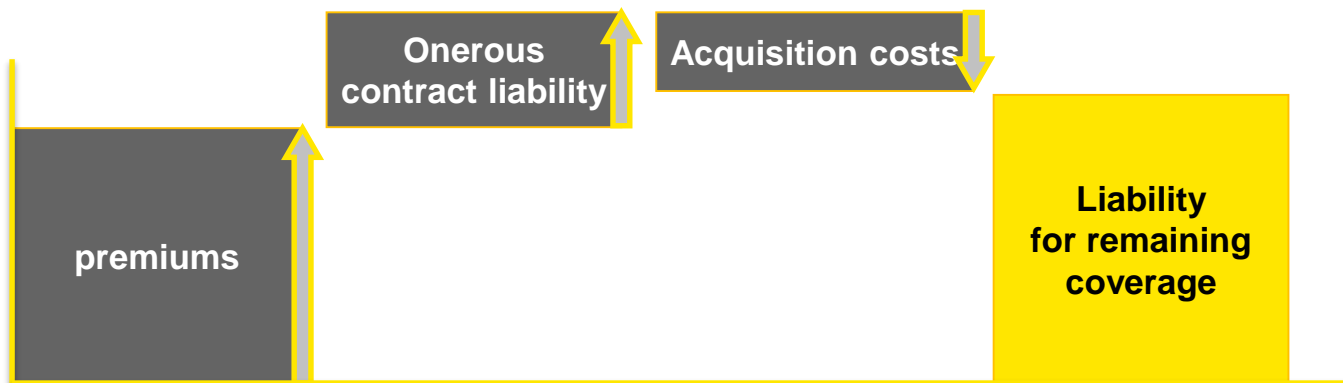 Onerous
contract liability
Acquisition costs
premiums
Liability
for remaining
coverage